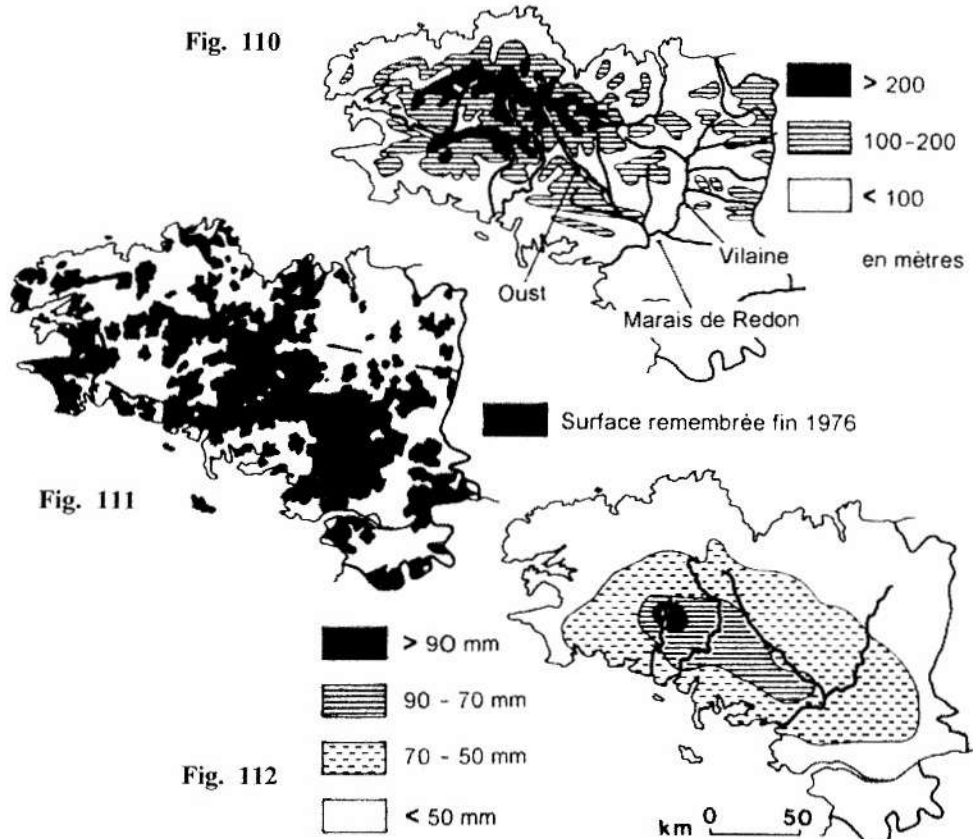 Fig. 110
> 200
100-200
< 100
en mètres
Vilaine
Oust
Marais de Redon
Surface remembrée fin 1976
Fig. 111
> 90 mm
90 - 70 mm
70 - 50 mm
< 50 mm
Fig. 112
km 0 50